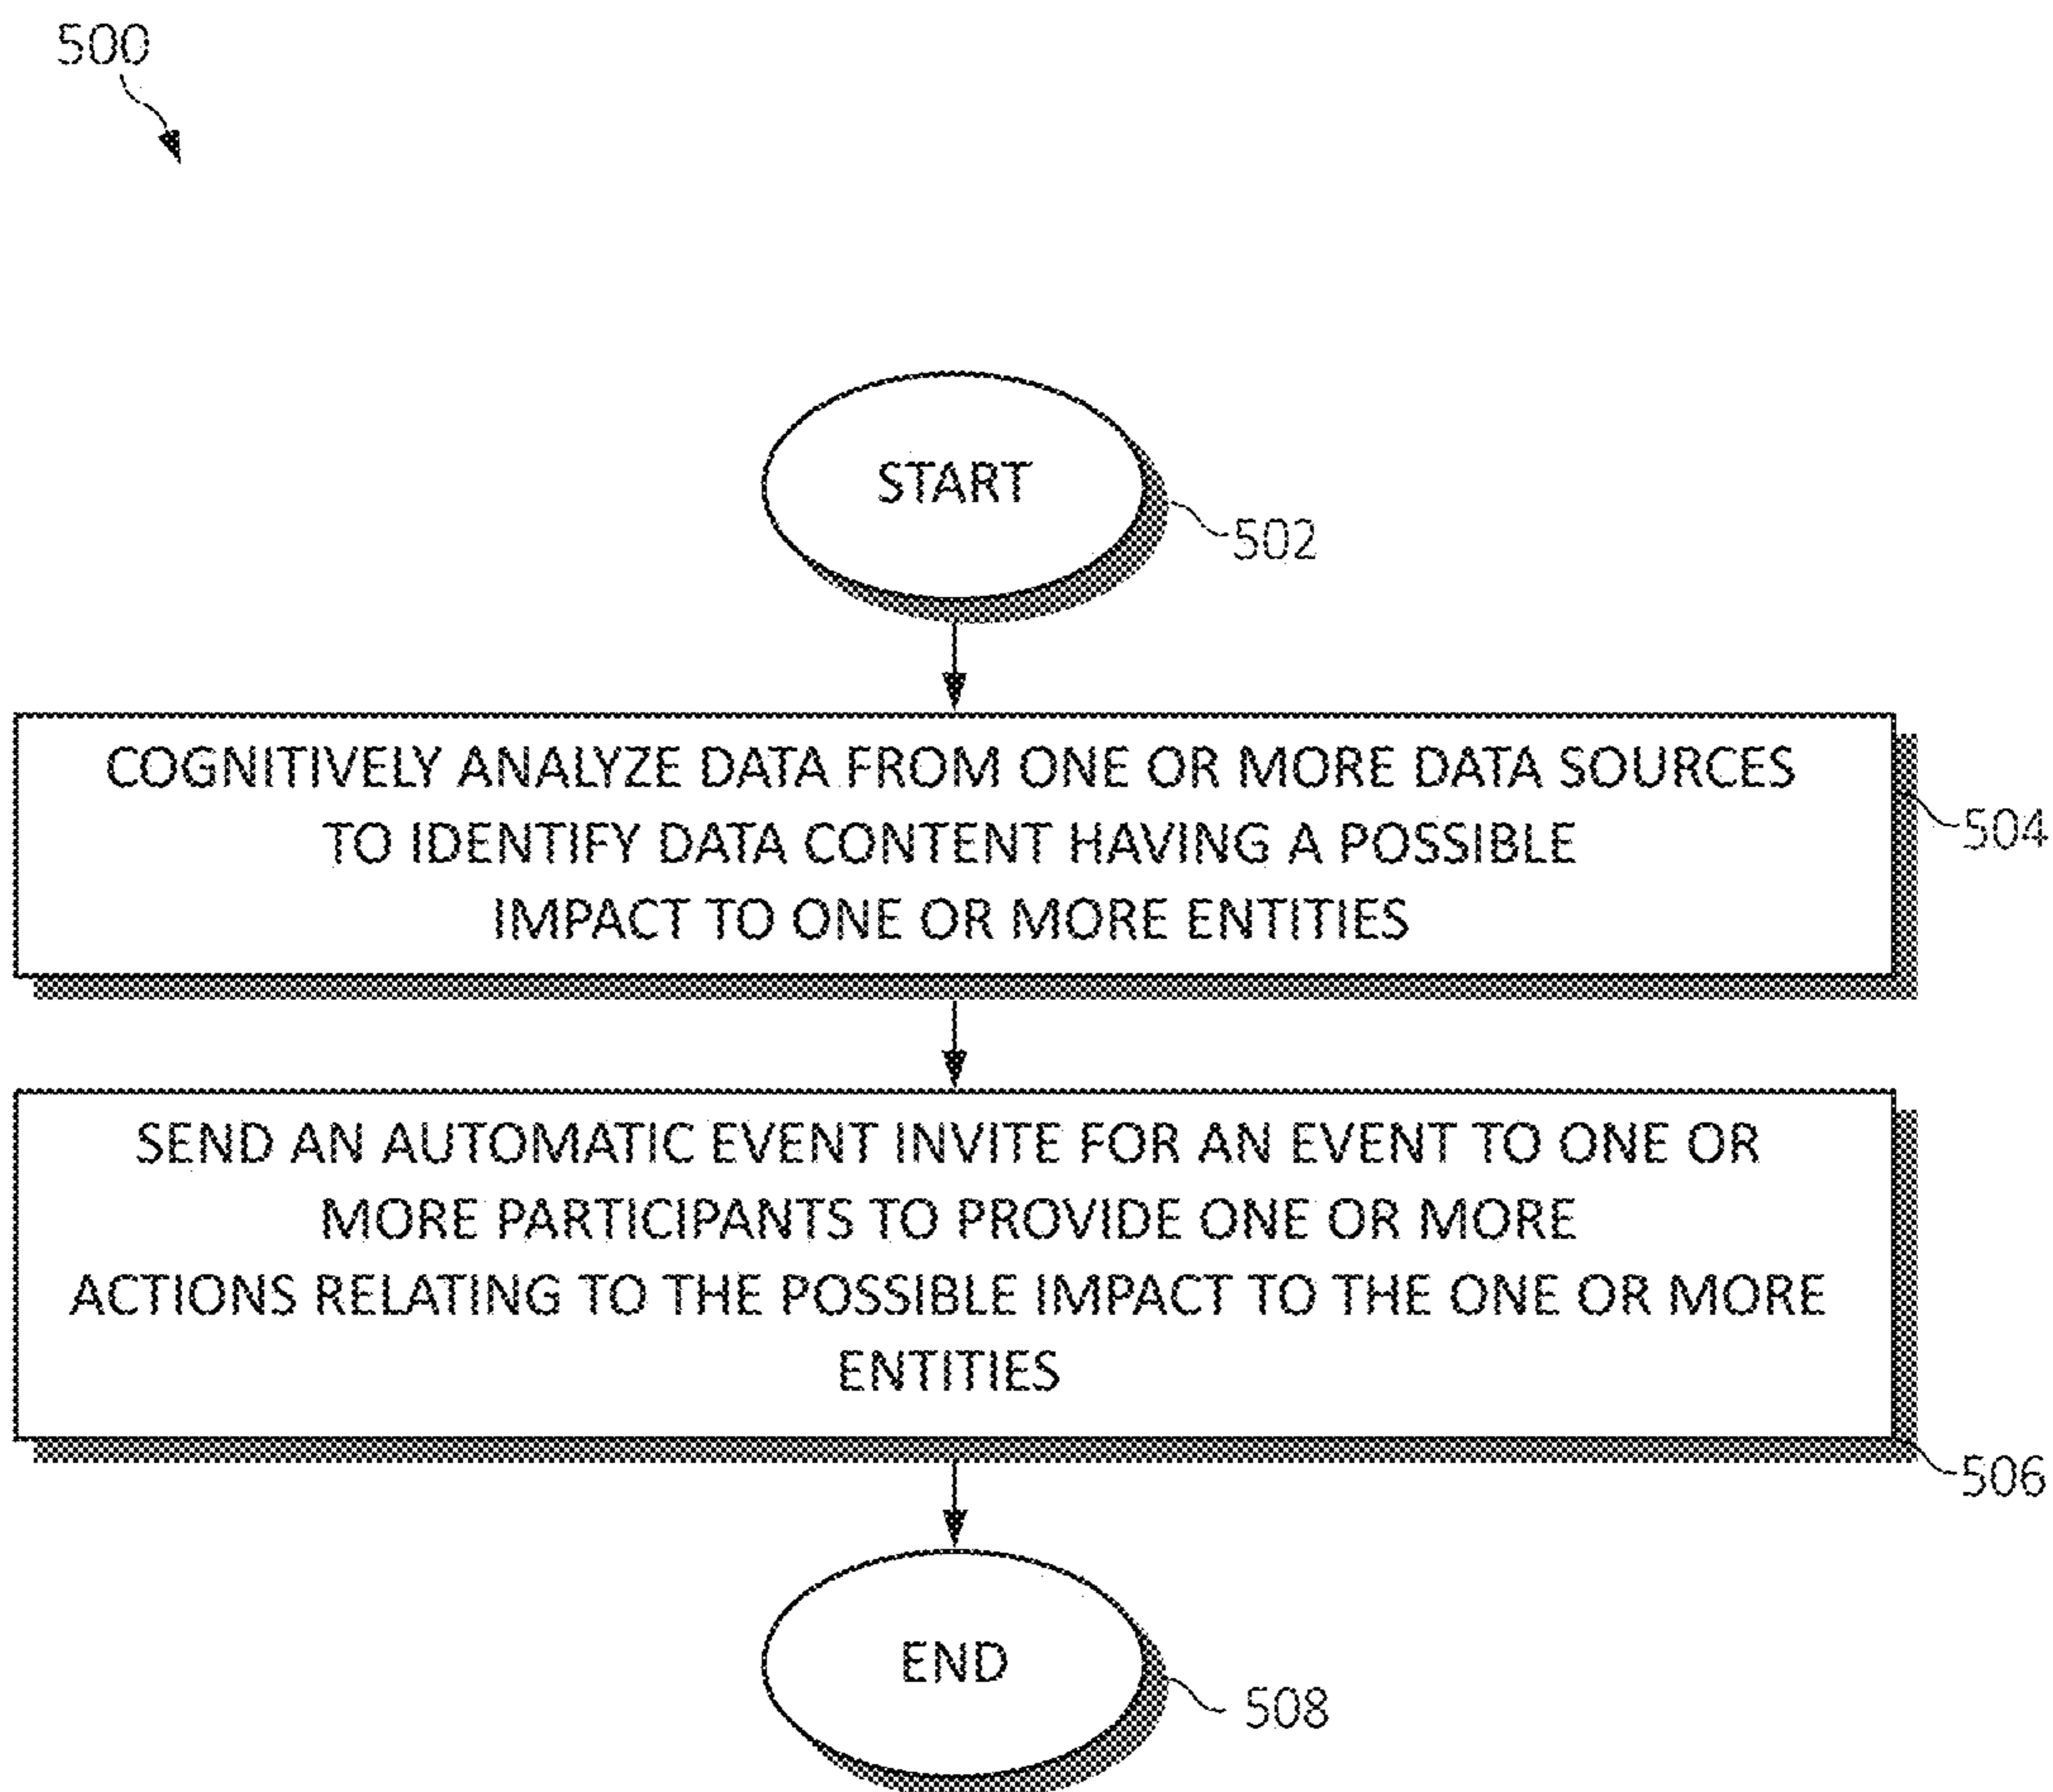 500
START
502
COGNITIVELY ANALYZE DATA FROM ONE OR MORE DATA SOURCES
TO IDENTIFY DATA CONTENT HAVING A POSSIBLE
IMPACT TO ONE OR MORE ENTITIES
504
SEND AN AUTOMATIC EVENT INVITE FOR AN EVENT TO ONE OR
MORE PARTICIPANTS TO PROVIDE ONE OR MORE
ACTIONS RELATING TO THE POSSIBLE IMPACT TO THE ONE OR MORE
ENTITIES
506
END
508